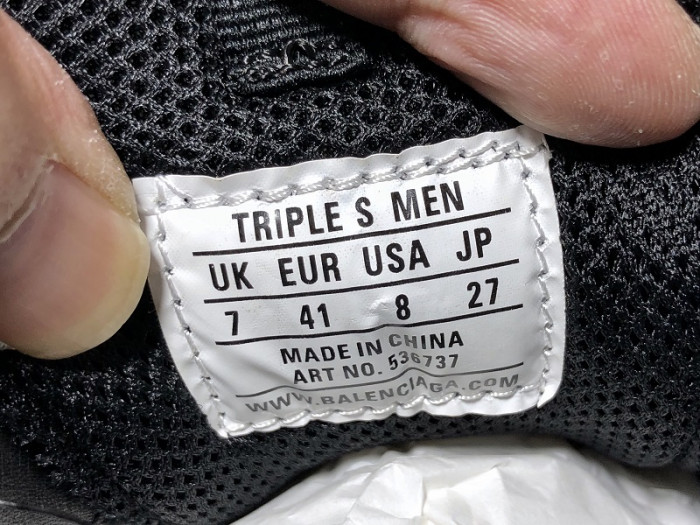 TRIPLE S MEN
UK EUR USA JP
7 41 8 27
MADE IN CHINA
ART NO. 536737
WWW.BALENCIAGA.COM